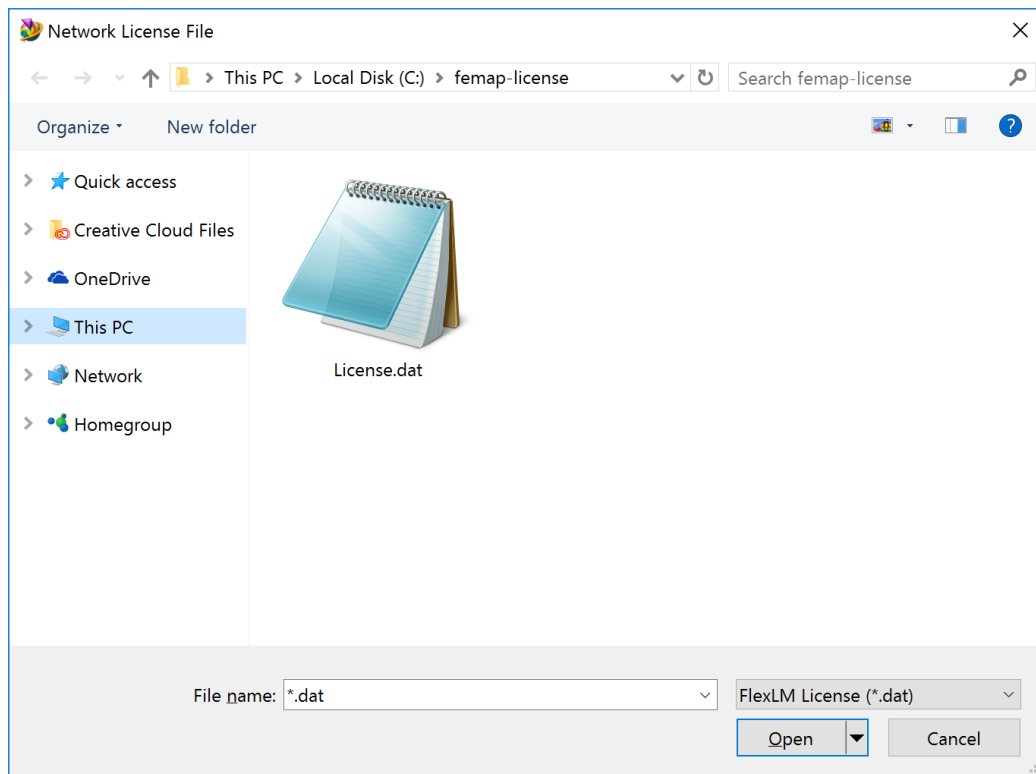 Network License File
This PC > Local Disk (C:) > femap-license
Search femap-license
Organize
New folder
?
Quick access
Creative Cloud Files
OneDrive
This PC
Network
Homegroup
License.dat
File name: *.dat
FlexLM License (*.dat)
Open
Cancel